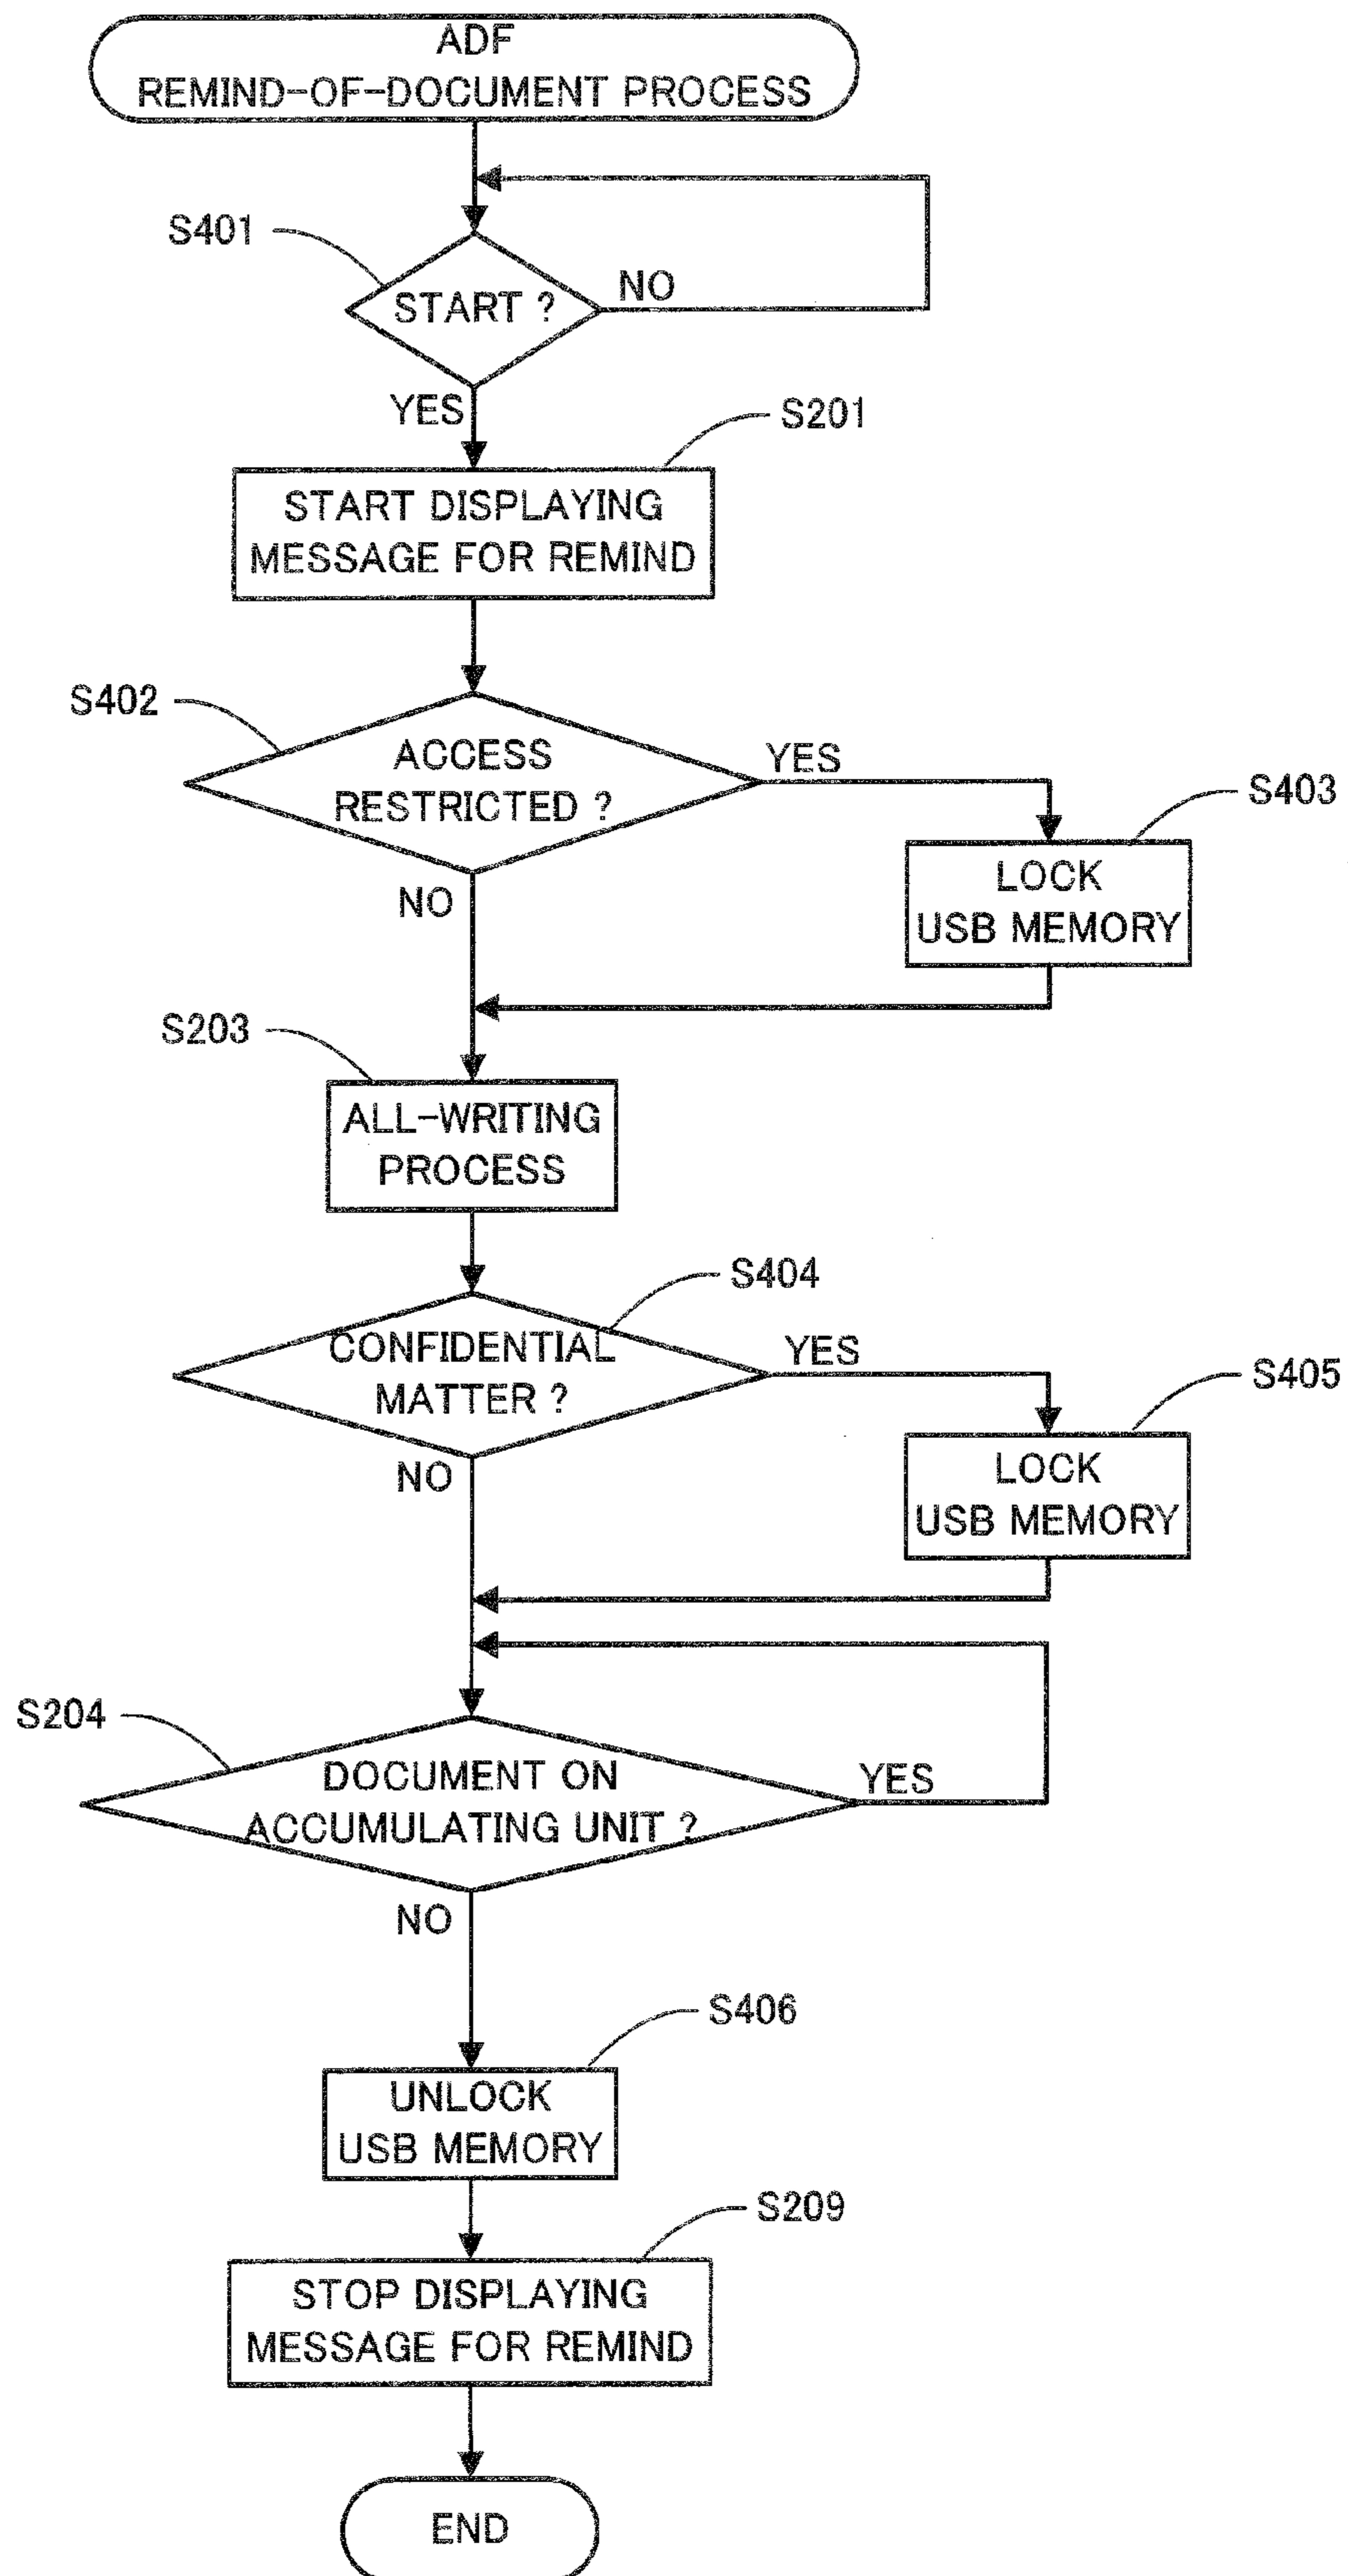 ADF
REMIND-OF-DOCUMENT PROCESS
S401
START ?
NO
YES
S201
START DISPLAYING
MESSAGE FOR REMIND
S402
ACCESS
RESTRICTED ?
YES
S403
LOCK
USB MEMORY
NO
S203
ALL-WRITING
PROCESS
S404
CONFIDENTIAL
MATTER ?
YES
S405
LOCK
USB MEMORY
NO
S204
DOCUMENT ON
ACCUMULATING UNIT ?
YES
NO
S406
UNLOCK
USB MEMORY
S209
STOP DISPLAYING
MESSAGE FOR REMIND
END